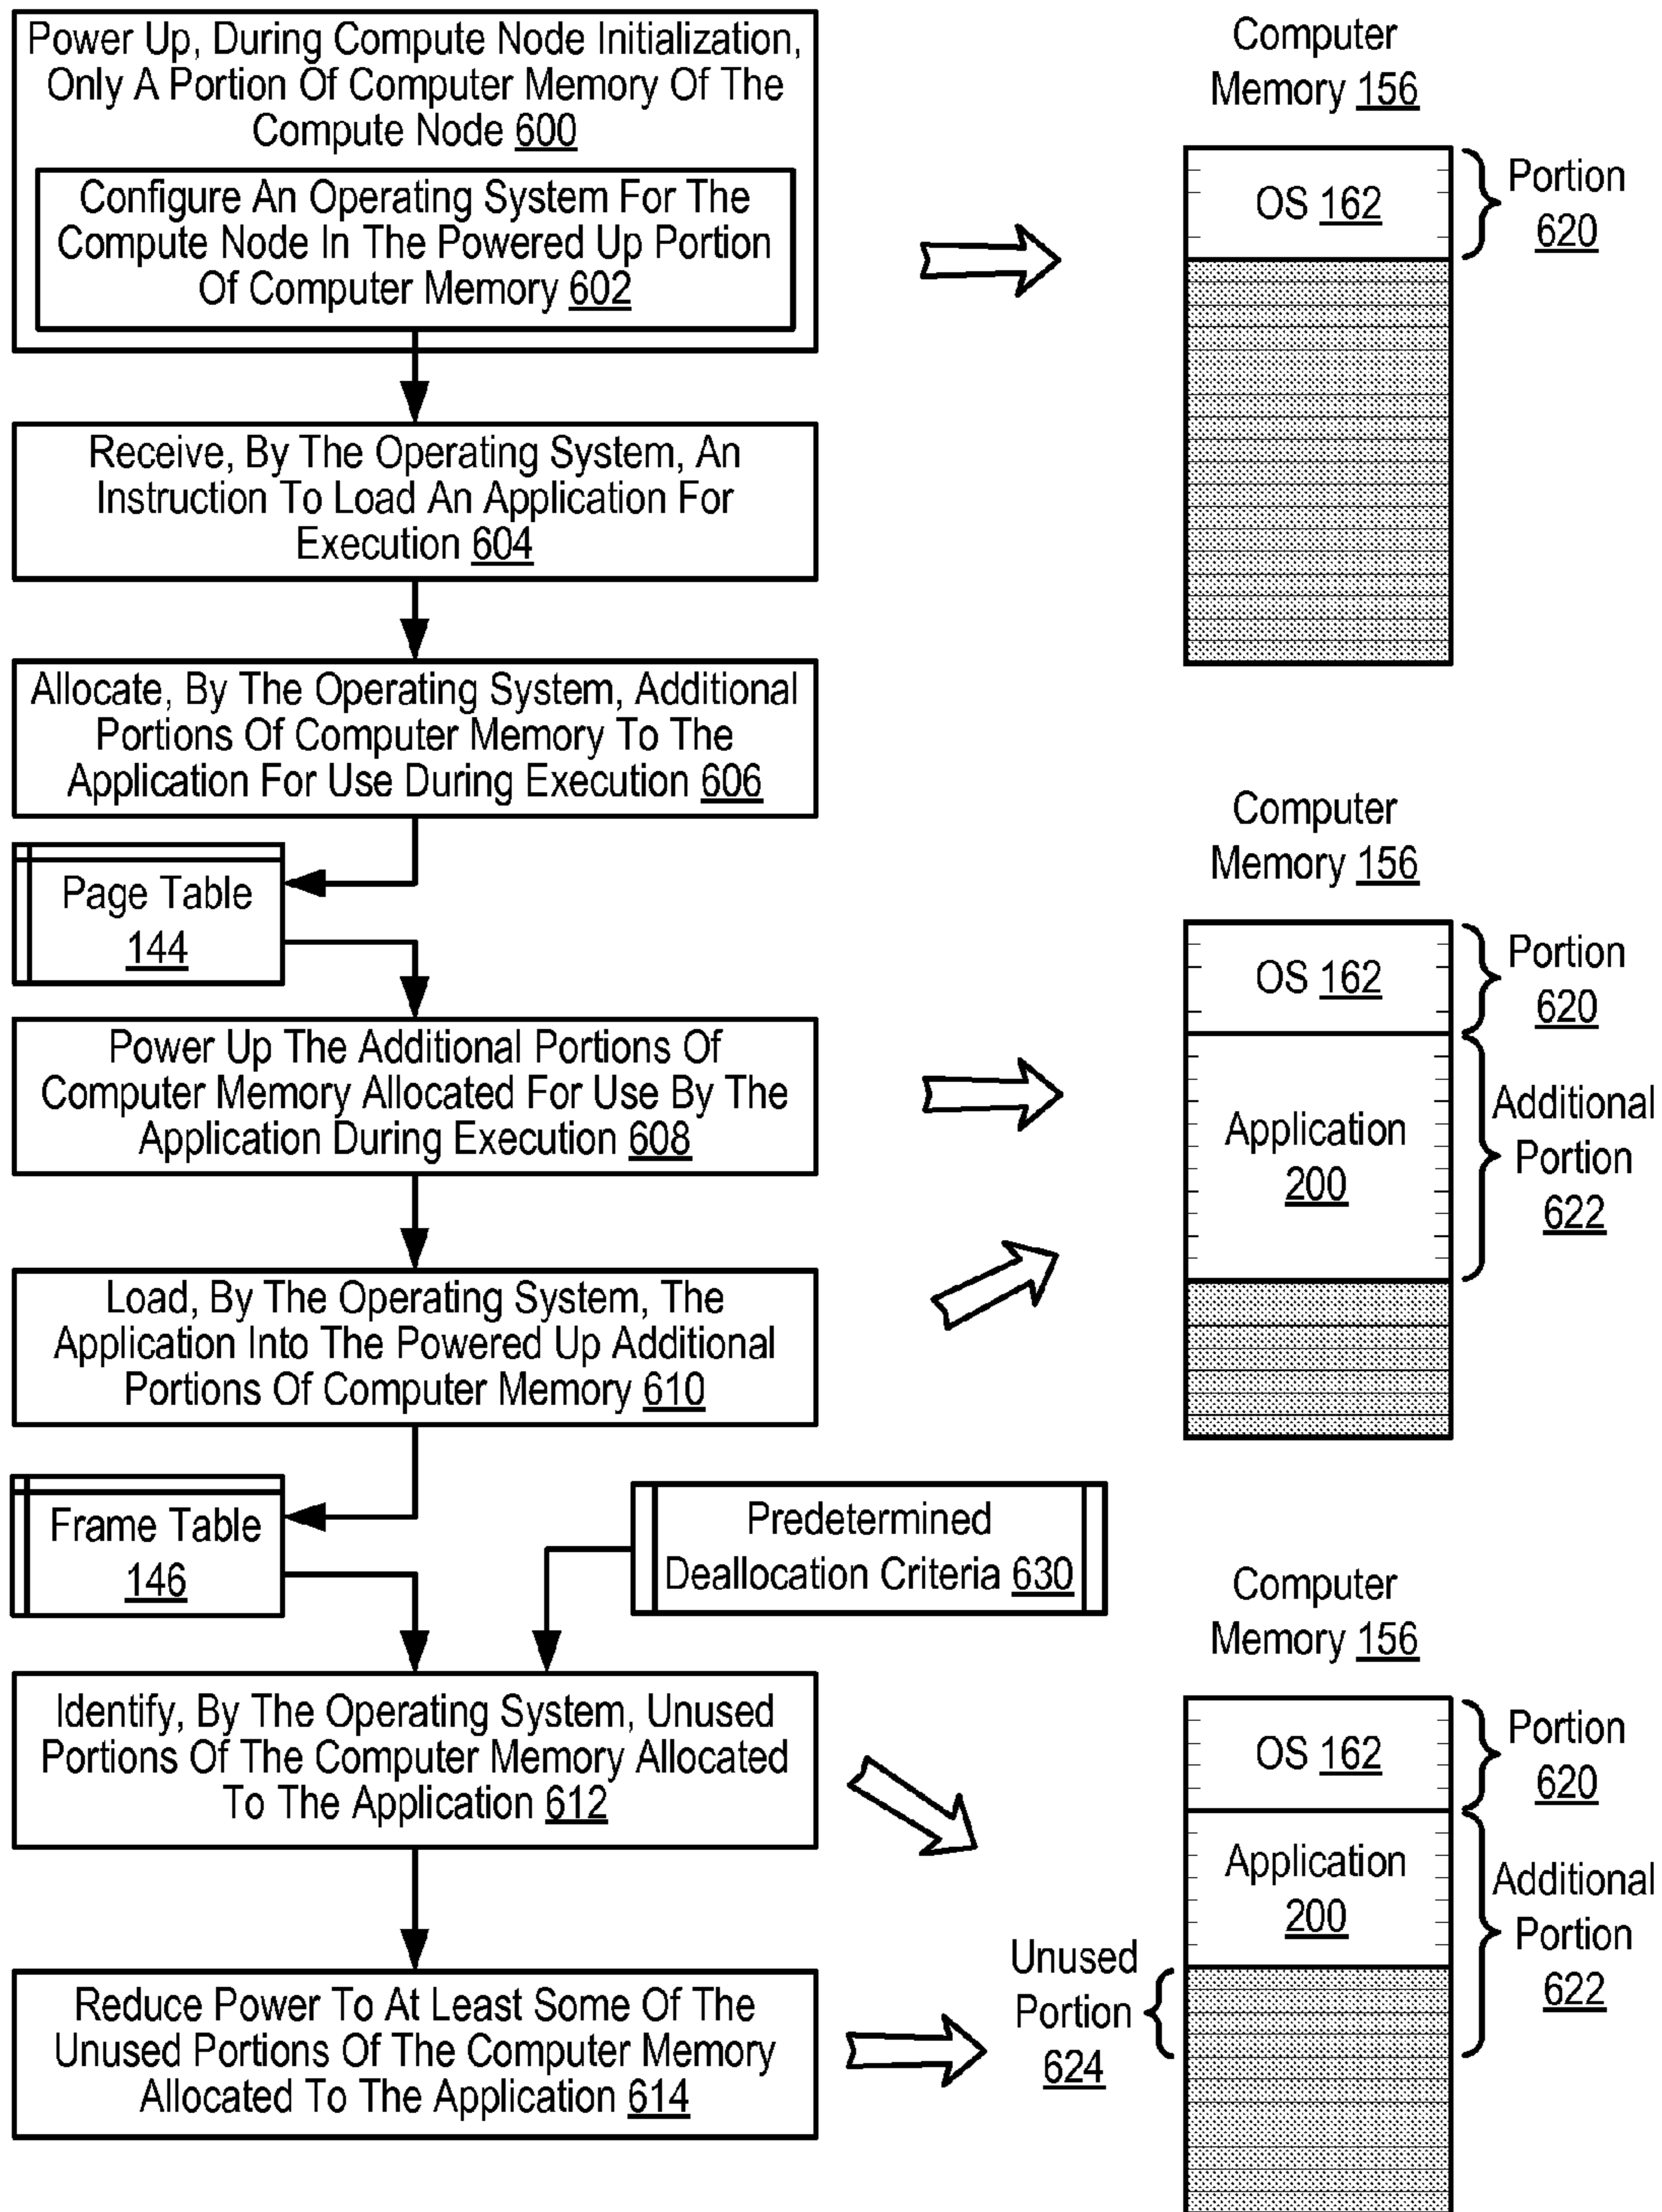 Power Up, During Compute Node Initialization,
Only A Portion Of Computer Memory Of The
Compute Node 600
Configure An Operating System For The
Compute Node In The Powered Up Portion
Of Computer Memory 602
Receive, By The Operating System, An
Instruction To Load An Application For
Execution 604
Allocate, By The Operating System, Additional
Portions Of Computer Memory To The
Application For Use During Execution 606
Page Table
144
Power Up The Additional Portions Of
Computer Memory Allocated For Use By The
Application During Execution 608
Load, By The Operating System, The
Application Into The Powered Up Additional
Portions Of Computer Memory 610
Frame Table
146
Predetermined
Deallocation Criteria 630
Identify, By The Operating System, Unused
Portions Of The Computer Memory Allocated
To The Application 612
Reduce Power To At Least Some Of The
Unused Portions Of The Computer Memory
Allocated To The Application 614
Computer
Memory 156
OS 162
Portion
620
Computer
Memory 156
OS 162
Portion
620
Application
200
Additional
Portion
622
Computer
Memory 156
OS 162
Portion
620
Application
200
Additional
Portion
622
Unused
Portion
624